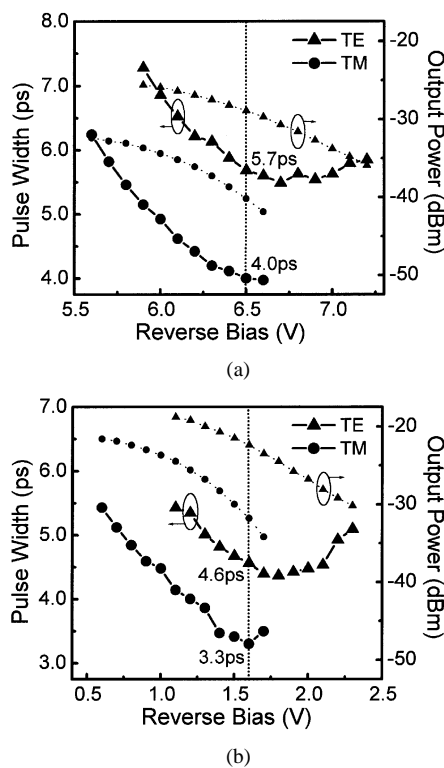 8.0
7.0
6.0
5.0
4.0
Pulse Width (ps)
-20
-30
-40
-50
Output Power (dBm)
TE
TM
5.7ps
4.0ps
5.5
6.0
6.5
7.0
Reverse Bias (V)
(a)
7.0
6.0
5.0
4.0
3.0
Pulse Width (ps)
-20
-30
-40
-50
Output Power (dBm)
TE
TM
4.6ps
3.3ps
0.5
1.0
1.5
2.0
2.5
Reverse Bias (V)
(b)